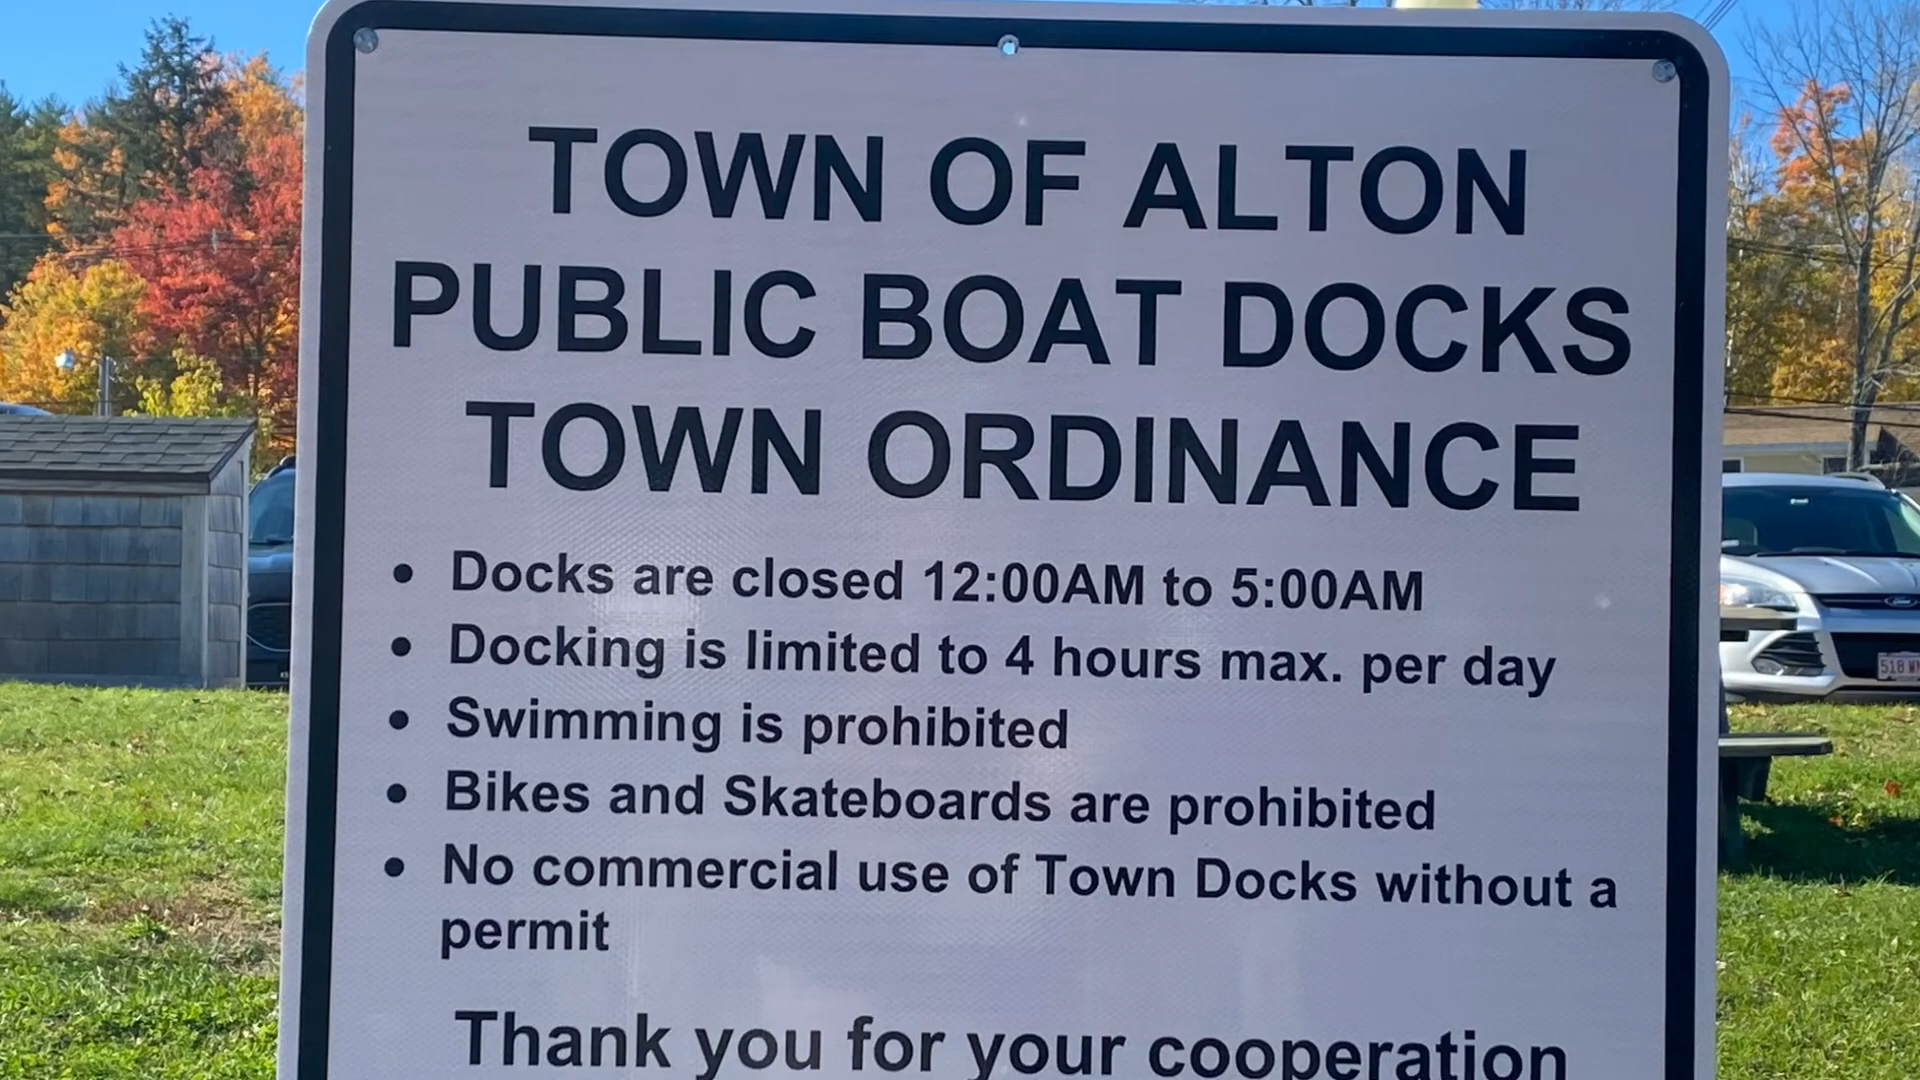 TOWN OF ALTON
PUBLIC BOAT DOCKS
TOWN ORDINANCE
• Docks are closed 12:00AM to 5:00AM
• Docking is limited to 4 hours max. per day
• Swimming is prohibited
• Bikes and Skateboards are prohibited
• No commercial use of Town Docks without a
permit
Thank you for your cooperation